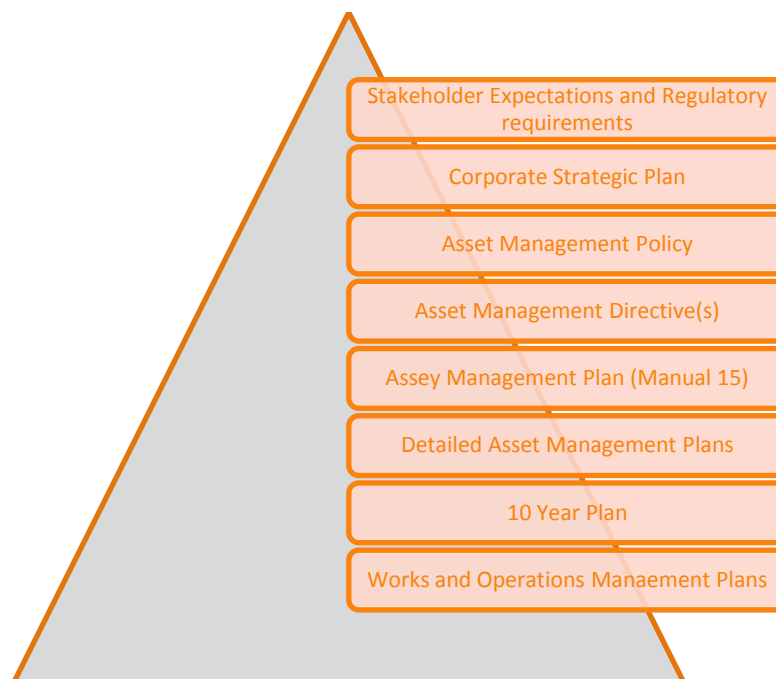 Stakeholder Expectations and Regulatory
requirements
Corporate Strategic Plan
Asset Management Policy
Asset Management Directive(s)
Assey Management Plan (Manual 15)
Detailed Asset Management Plans
10 Year Plan
Works and Operations Manaement Plans